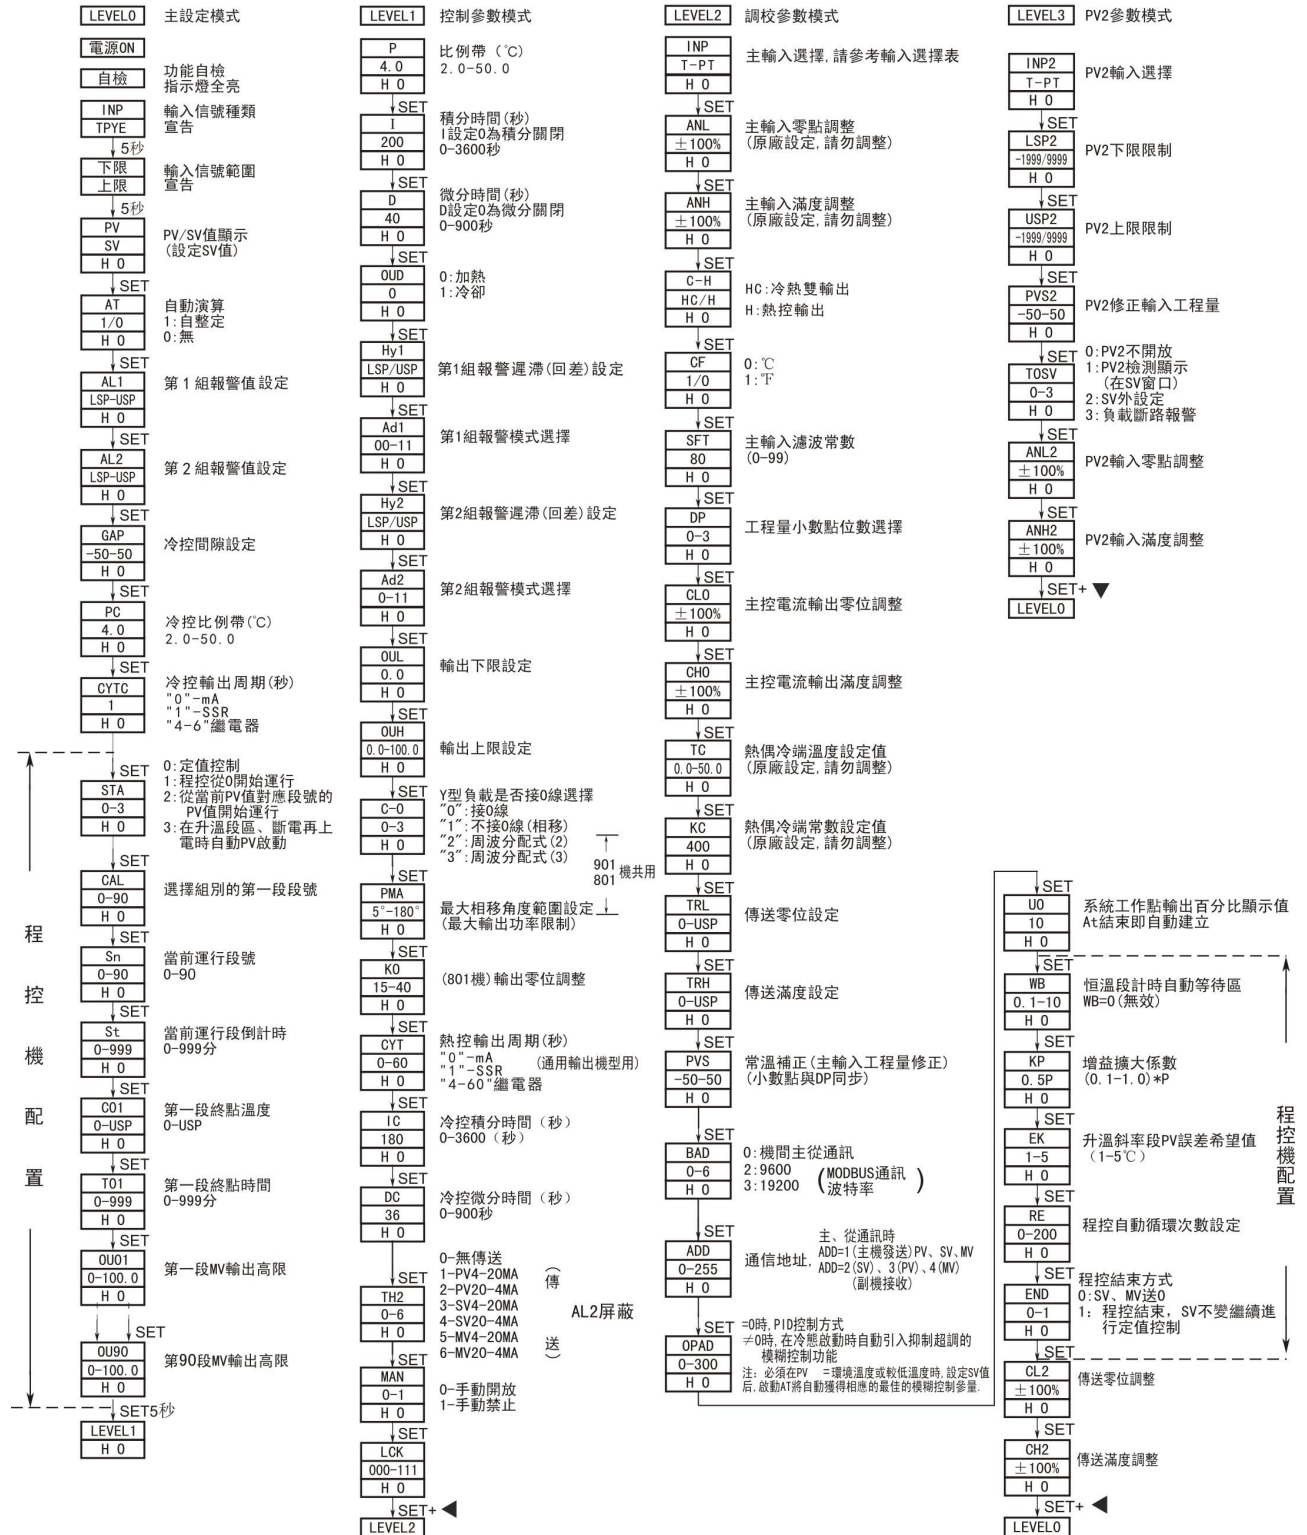 LEVEL0 主設定模式
電源ON
自檢
功能自檢
指示燈全亮
INP
TPYE
輸入信號種類
宣告
5秒
下限
上限
輸入信號範圍
宣告
5秒
PV
SV
H 0
PV/SV值顯示
(設定SV值)
SET
AT
1/0
H 0
自動演算
1:自整定
0:無
SET
AL1
LSP-USP
H 0
第1組報警值設定
SET
AL2
LSP-USP
H 0
第2組報警值設定
SET
GAP
-50-50
H 0
冷控間隙設定
SET
PC
4.0
H 0
冷控比例帶(℃)
2.0-50.0
SET
CYTC
1
H 0
冷控輸出周期(秒)
"0"-mA
"1"-SSR
"4-6"繼電器
程控機配置
SET
STA
0-3
H 0
0:定值控制
1:程控從0開始運行
2:從當前PV值對應段號的
PV值開始運行
3:在升溫段區、斷電再上
電時自動PV啟動
SET
CAL
0-90
H 0
選擇組別的第一段段號
SET
Sn
0-90
H 0
當前運行段號
0-90
SET
St
0-999
H 0
當前運行段倒計時
0-999分
SET
C01
0-USP
H 0
第一段終點溫度
0-USP
SET
T01
0-999
H 0
第一段終點時間
0-999分
SET
OU01
0-100.0
H 0
第一段MV輸出高限
SET
OU90
0-100.0
H 0
第90段MV輸出高限
SET5秒
LEVEL1
H 0
LEVEL1 控制參數模式
P
4.0
H 0
比例帶（℃）
2.0-50.0
SET
I
200
H 0
積分時間(秒)
I設定0為積分關閉
0-3600秒
SET
D
40
H 0
微分時間(秒)
D設定0為微分關閉
0-900秒
SET
OUD
0
H 0
0:加熱
1:冷卻
SET
Hy1
LSP/USP
H 0
第1組報警遲滯(回差)設定
SET
Ad1
00-11
H 0
第1組報警模式選擇
SET
Hy2
LSP/USP
H 0
第2組報警遲滯(回差)設定
SET
Ad2
0-11
H 0
第2組報警模式選擇
SET
OUL
0.0
H 0
輸出下限設定
SET
OUH
0.0-100.0
H 0
輸出上限設定
SET
C-0
0-3
H 0
Y型負載是否接0線選擇
"0":接0線
"1":不接0線(相移)
"2":周波分配式(2)
"3":周波分配式(3)
901
801 機共用
SET
PMA
5°-180°
H 0
最大相移角度範圍設定
(最大輸出功率限制)
SET
KO
15-40
H 0
(801機)輸出零位調整
SET
CYT
0-60
H 0
熱控輸出周期(秒)
"0"-mA (通用輸出機型用)
"1"-SSR
"4-60"繼電器
SET
IC
180
H 0
冷控積分時間（秒）
0-3600（秒）
SET
DC
36
H 0
冷控微分時間（秒）
0-900秒
SET
TH2
0-6
H 0
0-無傳送
1-PV4-20MA
2-PV20-4MA
3-SV4-20MA
4-SV20-4MA
5-MV4-20MA
6-MV20-4MA
(傳送)
AL2屏蔽
SET
MAN
0-1
H 0
0-手動開放
1-手動禁止
SET
LCK
000-111
H 0
SET+ ◀
LEVEL2
LEVEL2 調校參數模式
INP
T-PT
H 0
主輸入選擇,請參考輸入選擇表
SET
ANL
±100%
H 0
主輸入零點調整
(原廠設定,請勿調整)
SET
ANH
±100%
H 0
主輸入滿度調整
(原廠設定,請勿調整)
SET
C-H
HC/H
H 0
HC:冷熱雙輸出
H:熱控輸出
SET
CF
1/0
H 0
0:℃
1:℉
SET
SFT
80
H 0
主輸入濾波常數
(0-99)
SET
DP
0-3
H 0
工程量小數點位數選擇
SET
CLO
±100%
H 0
主控電流輸出零位調整
SET
CHO
±100%
H 0
主控電流輸出滿度調整
SET
TC
0.0-50.0
H 0
熱偶冷端溫度設定值
(原廠設定,請勿調整)
SET
KC
400
H 0
熱偶冷端常數設定值
(原廠設定,請勿調整)
SET
TRL
0-USP
H 0
傳送零位設定
SET
TRH
0-USP
H 0
傳送滿度設定
SET
PVS
-50-50
H 0
常溫補正(主輸入工程量修正)
(小數點與DP同步)
SET
BAD
0-6
H 0
0:機間主從通訊
2:9600
3:19200
(MODBUS通訊
波特率)
SET
ADD
0-255
H 0
通信地址,
主、從通訊時
ADD=1(主機發送)PV、SV、MV
ADD=2(SV)、3(PV)、4(MV)
(副機接收)
SET
OPAD
0-300
H 0
=0時,PID控制方式
≠0時,在冷態啟動時自動引入抑制超調的
模糊控制功能
注: 必須在PV =環境溫度或較低溫度時,設定SV值
后,啟動AT將自動獲得相應的最佳的模糊控制參量.
LEVEL3 PV2參數模式
INP2
T-PT
H 0
PV2輸入選擇
SET
LSP2
-1999/9999
H 0
PV2下限限制
SET
USP2
-1999/9999
H 0
PV2上限限制
SET
PVS2
-50-50
H 0
PV2修正輸入工程量
SET
TOSV
0-3
H 0
0:PV2不開放
1:PV2檢測顯示
(在SV窗口)
2:SV外設定
3:負載斷路報警
SET
ANL2
±100%
H 0
PV2輸入零點調整
SET
ANH2
±100%
H 0
PV2輸入滿度調整
SET+ ▼
LEVEL0
SET
U0
10
H 0
系統工作點輸出百分比顯示值
At結束即自動建立
SET
WB
0.1-10
H 0
恒溫段計時自動等待區
WB=0(無效)
SET
KP
0.5P
H 0
增益擴大係數
(0.1-1.0)*P
SET
EK
1-5
H 0
升溫斜率段PV誤差希望值
（1-5℃）
SET
RE
0-200
H 0
程控自動循環次數設定
SET
END
0-1
H 0
程控結束方式
0:SV、MV送0
1: 程控結束，SV不變繼續進
行定值控制
程控機配置
SET
CL2
±100%
H 0
傳送零位調整
SET
CH2
±100%
H 0
傳送滿度調整
SET+ ◀
LEVEL0